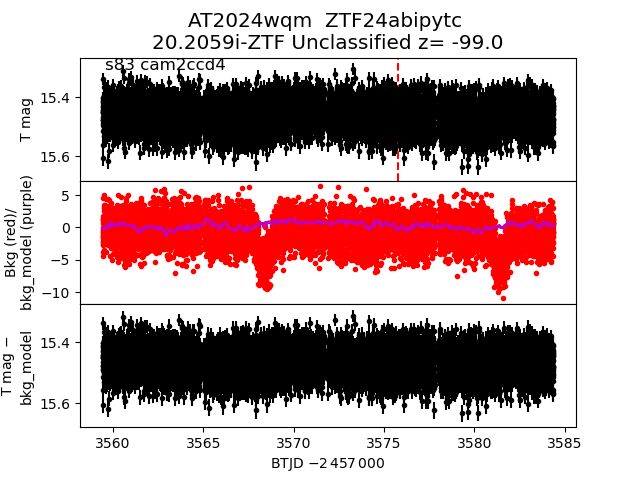 AT2024wqm  ZTF24abipytc
20.2059i-ZTF Unclassified z= -99.0
s83 cam2ccd4
T mag
15.4
15.6
Bkg (red)/
bkg_model (purple)
5
0
−5
−10
T mag −
bkg_model
15.4
15.6
3560 3565 3570 3575 3580 3585
BTJD −2 457 000